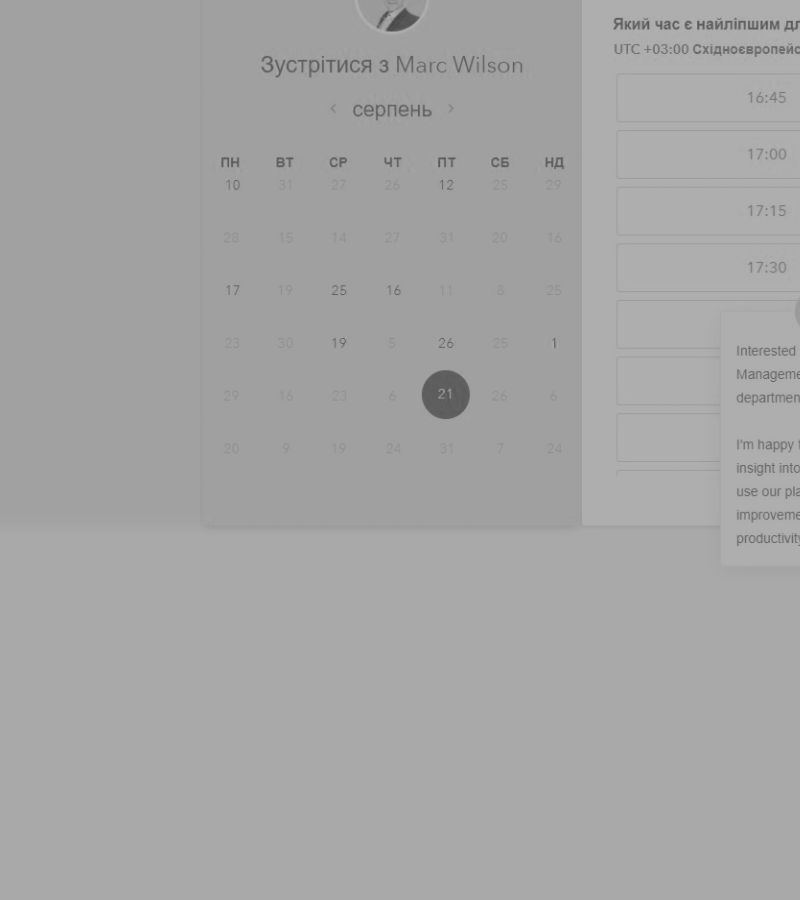 Зустрітися з Marc Wilson
серпень
ПН ВТ СР ЧТ ПТ СБ НД
10 31 27 26 12 25 29
28 15 14 27 31 20 16
17 19 25 16 11 8 25
23 30 19 5 26 25 1
29 16 23 6 21 26 6
20 9 19 24 31 7 24
Який час є найліпшим дл
UTC +03:00 Східноєвропейс
16:45
17:00
17:15
17:30
Interested
Manageme
departmen
I'm happy
insight into
use our pla
improveme
productivity